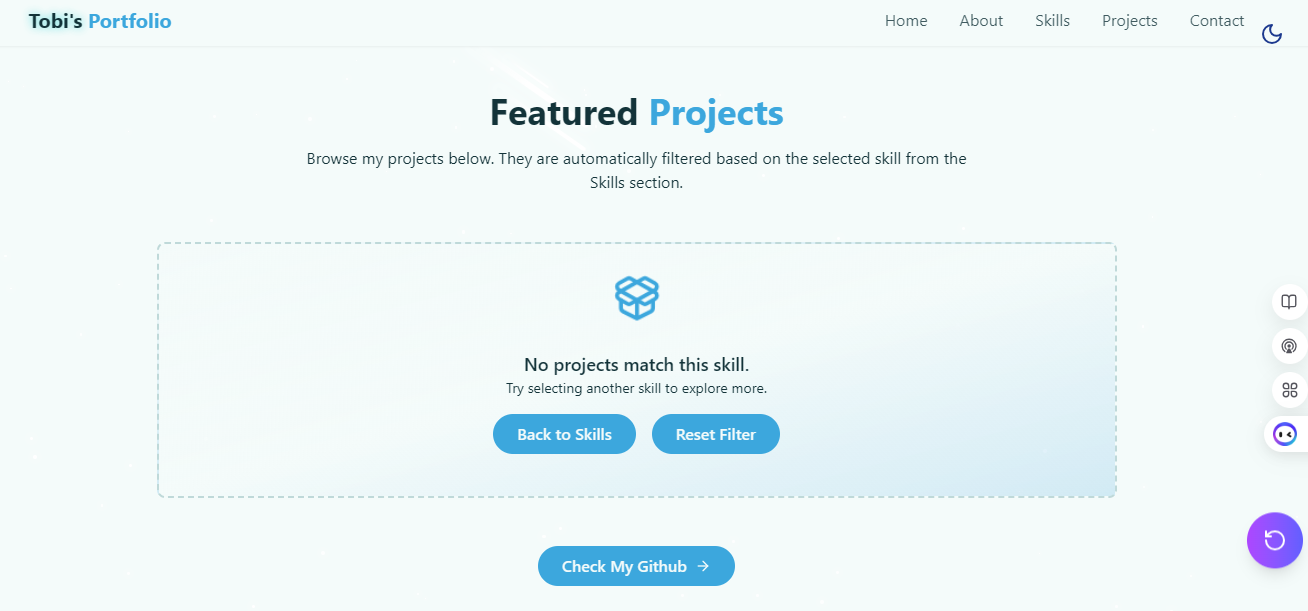 Tobi's Portfolio
Home About Skills Projects Contact
Featured Projects
Browse my projects below. They are automatically filtered based on the selected skill from the
Skills section.
No projects match this skill.
Try selecting another skill to explore more.
Back to Skills Reset Filter
Check My Github